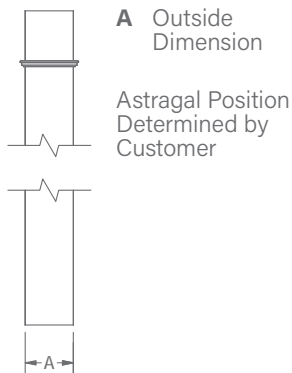 A Outside
Dimension
Astragal Position
Determined by
Customer
A